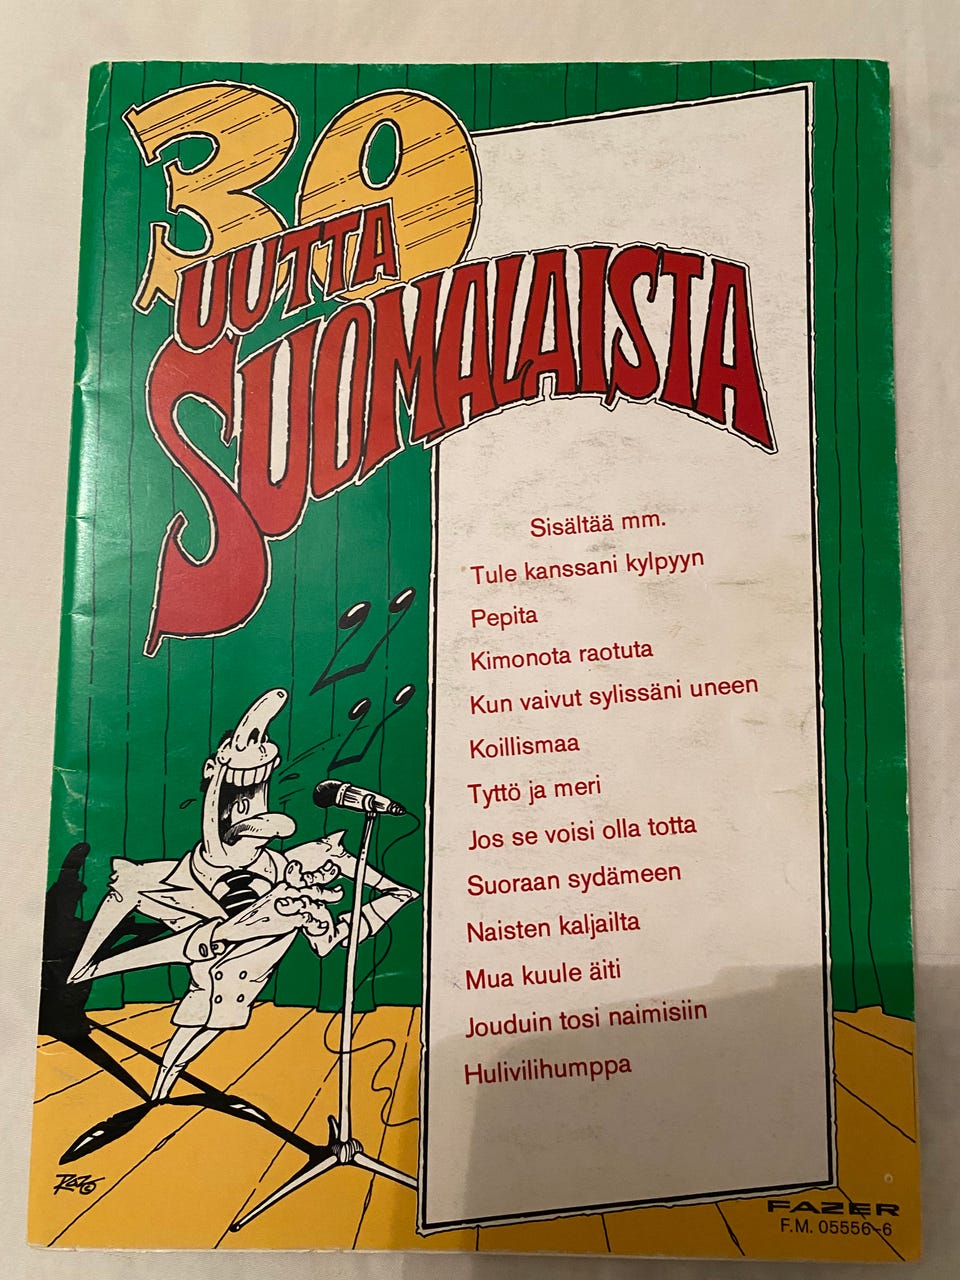 30
UUTTA
SUOMALAISTA
Sisältää mm.
Tule kanssani kylpyyn
Pepita
Kimonota raotuta
Kun vaivut sylissäni uneen
Koillismaa
Tyttö ja meri
Jos se voisi olla totta
Suoraan sydämeen
Naisten kaljailta
Mua kuule äiti
Jouduin tosi naimisiin
Hulivilihumppa
FAZER
F.M. 05556-6